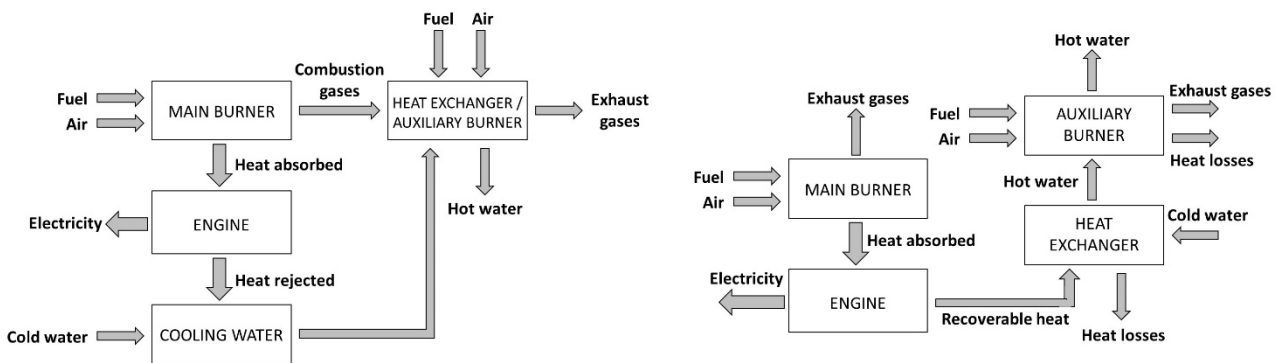 Fuel
Air
Combustion
gases
Fuel
Air
MAIN BURNER
HEAT EXCHANGER /
AUXILIARY BURNER
Exhaust
gases
Heat absorbed
Hot water
Electricity
ENGINE
Heat rejected
Cold water
COOLING WATER
Hot water
Exhaust gases
Fuel
Air
AUXILIARY
BURNER
Exhaust gases
Heat losses
Fuel
Air
MAIN BURNER
Hot water
Heat absorbed
HEAT
EXCHANGER
Cold water
Electricity
ENGINE
Recoverable heat
Heat losses